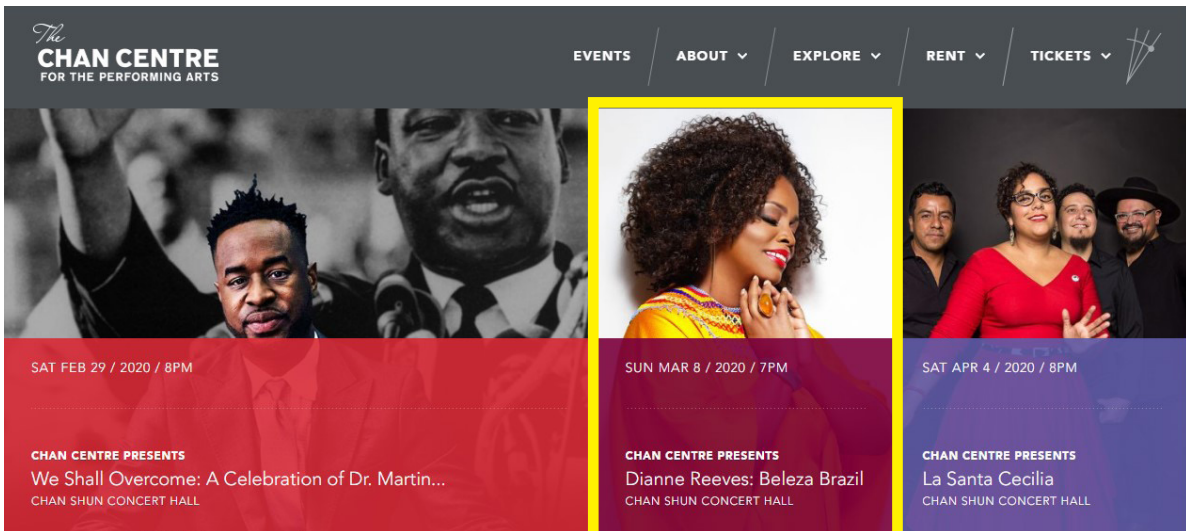 The
CHAN CENTRE
FOR THE PERFORMING ARTS
EVENTS
ABOUT
EXPLORE
RENT
TICKETS
SAT FEB 29 / 2020 / 8PM
CHAN CENTRE PRESENTS
We Shall Overcome: A Celebration of Dr. Martin...
CHAN SHUN CONCERT HALL
SUN MAR 8 / 2020 / 7PM
CHAN CENTRE PRESENTS
Dianne Reeves: Beleza Brazil
CHAN SHUN CONCERT HALL
SAT APR 4 / 2020 / 8PM
CHAN CENTRE PRESENTS
La Santa Cecilia
CHAN SHUN CONCERT HALL